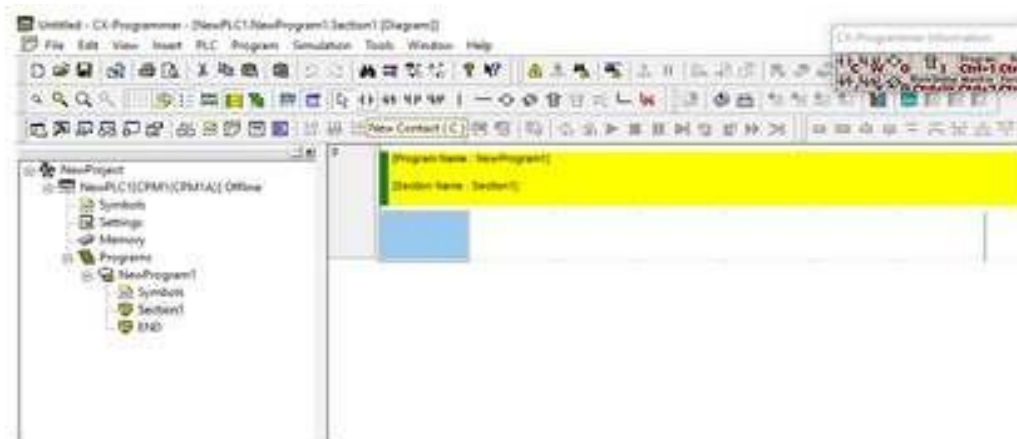 Untitled - CX-Programmer - [NewPLC1.NewProgram1.Section1 [Diagram]]
File Edit View Insert PLC Program Simulation Tools Window Help
CX-Programmer Information
New Contact (C)
NewProject
NewPLC1[CPM1(CPM1A)] Offline
Symbols
Settings
Memory
Programs
NewProgram1
Symbols
Section1
END
0
[Program Name : NewProgram1]
[Section Name : Section1]